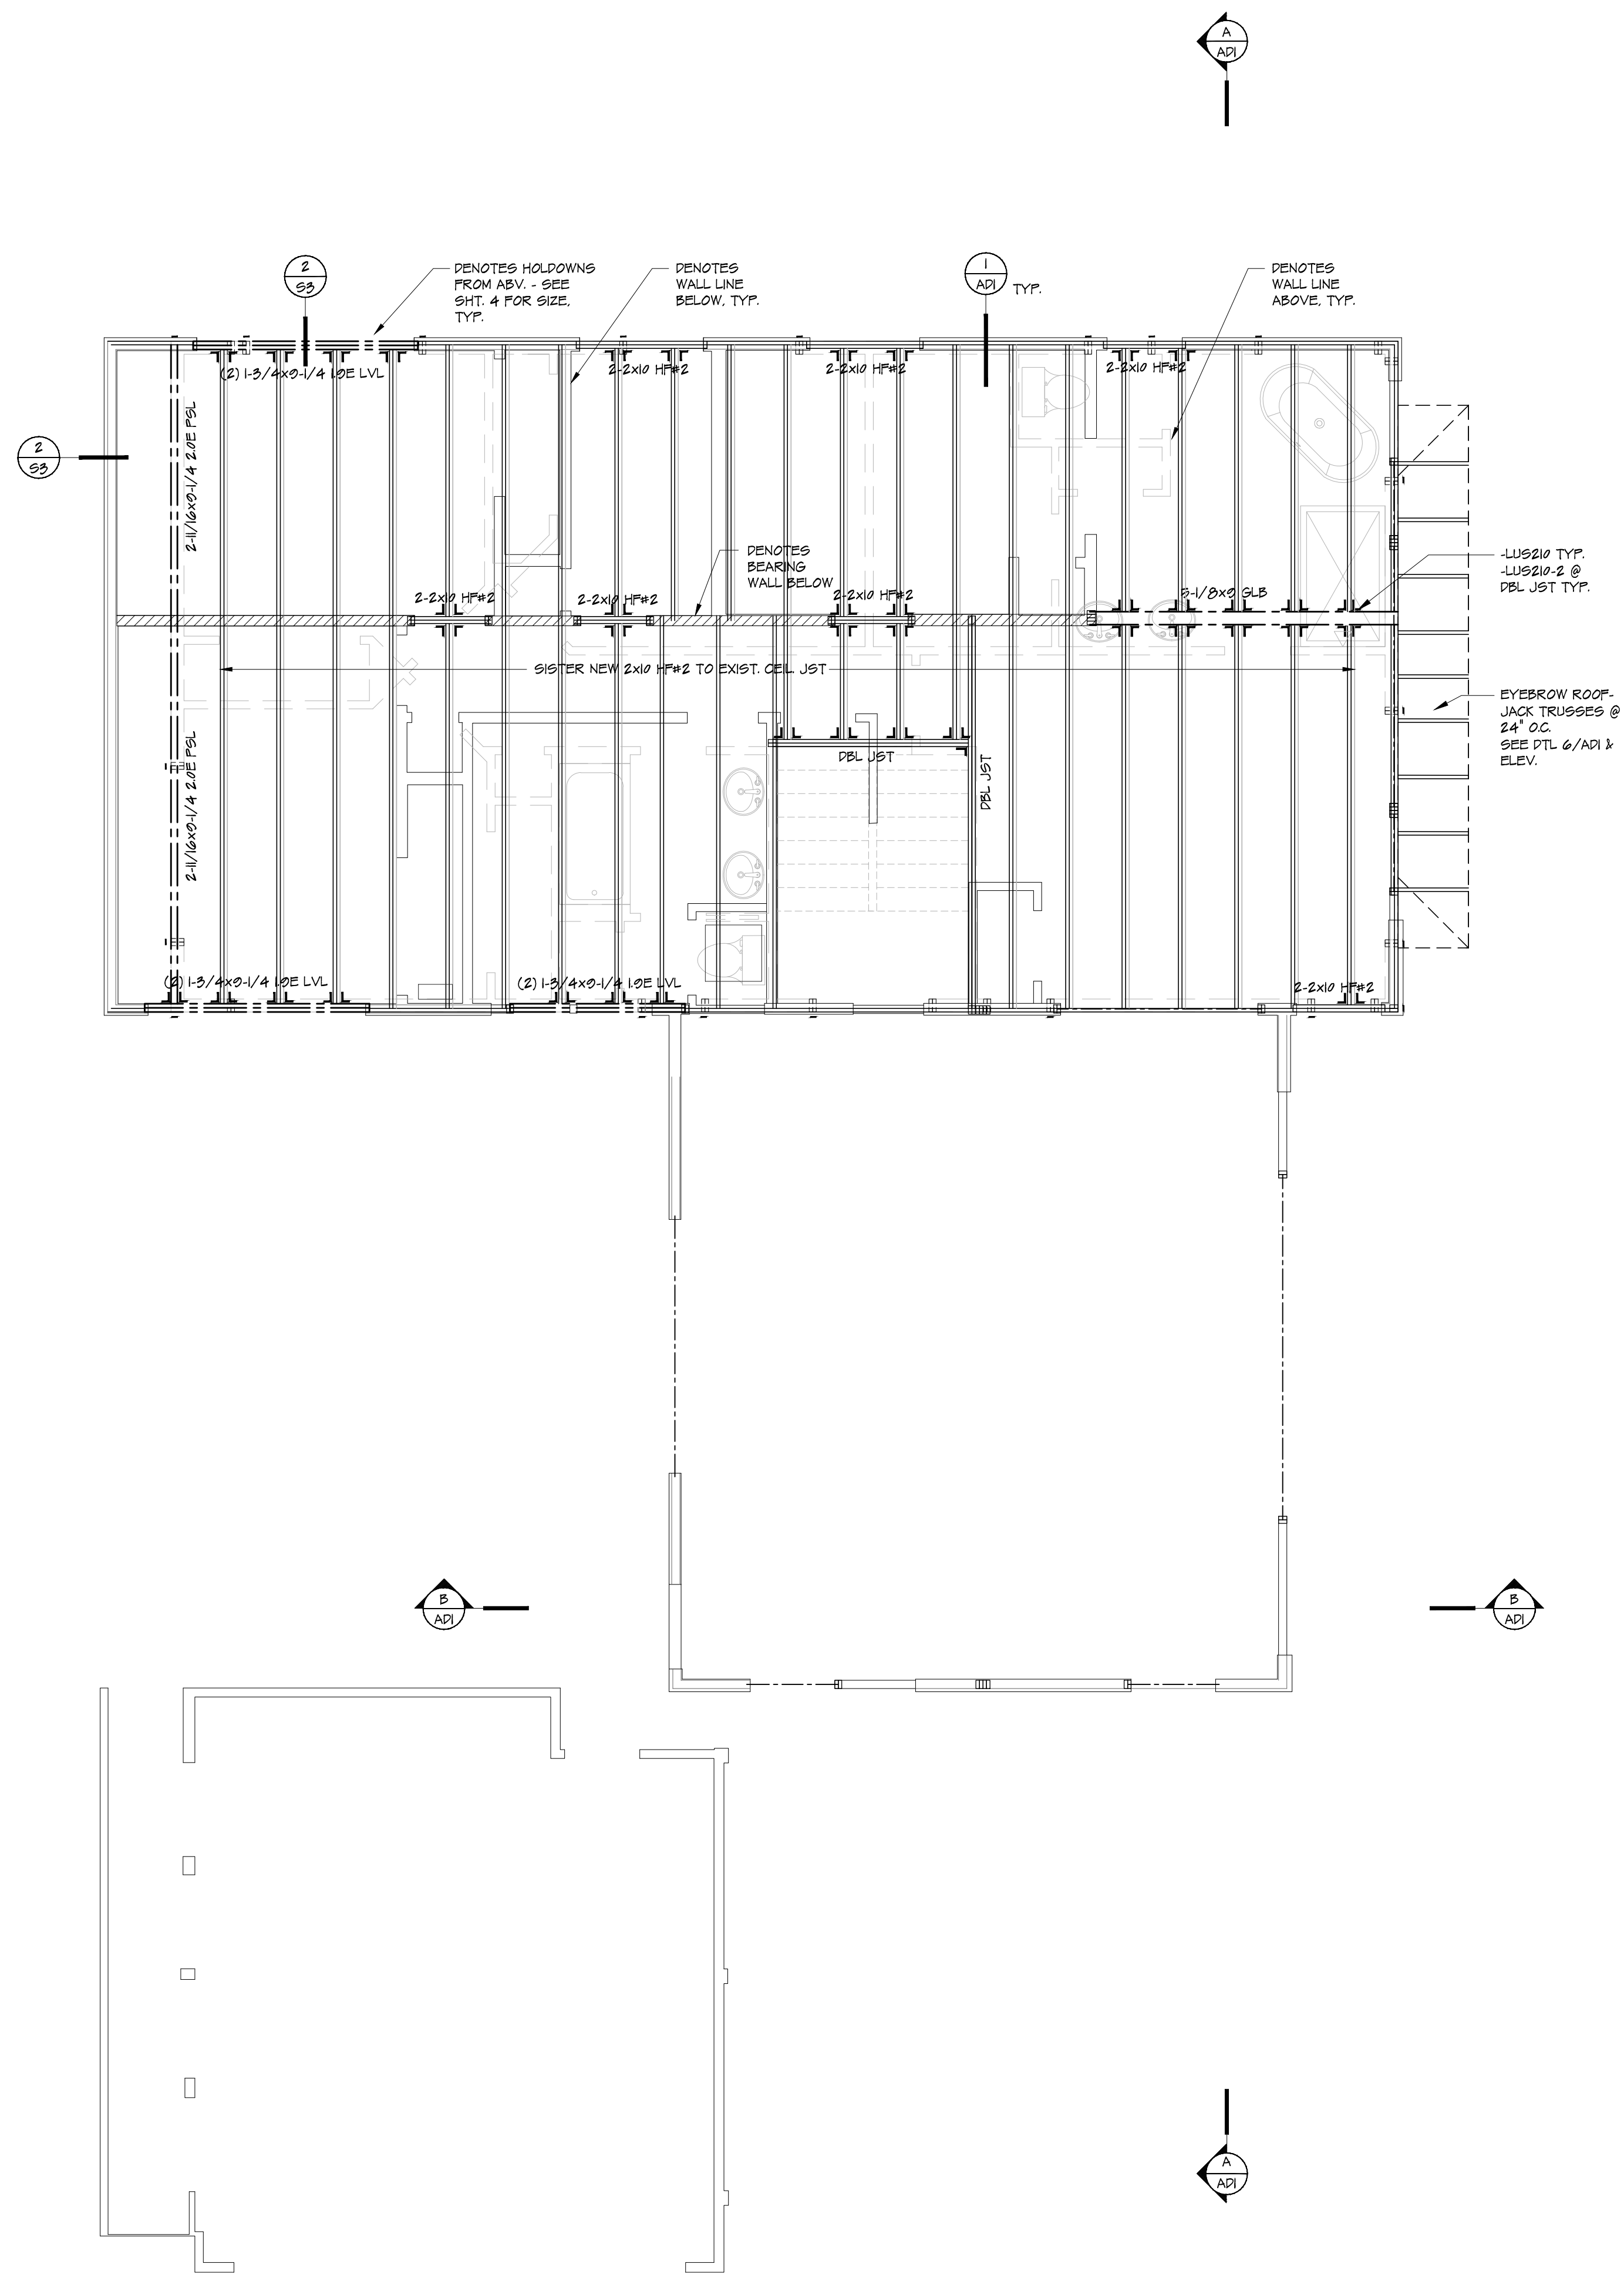 A
AD1
2
S3
DENOTES HOLDOWNS
FROM ABV. - SEE
SHT. 4 FOR SIZE,
TYP.
DENOTES
WALL LINE
BELOW, TYP.
1
AD1
TYP.
DENOTES
WALL LINE
ABOVE, TYP.
(2) 1-3/4x9-1/4 1.9E LVL
2-2x10 HF#2
2-2x10 HF#2
2-2x10 HF#2
2
S3
2-11/16x9-1/4 2.0E PSL
DENOTES
BEARING
WALL BELOW
-LUS210 TYP.
-LUS210-2 @
DBL JST TYP.
2-2x10 HF#2
2-2x10 HF#2
2-2x10 HF#2
5-1/8x9 GLB
SISTER NEW 2x10 HF#2 TO EXIST. CEIL. JST
EYEBROW ROOF-
JACK TRUSSES @
24" O.C.
SEE DTL 6/AD1 &
ELEV.
2-11/16x9-1/4 2.0E PSL
DBL JST
DBL JST
(2) 1-3/4x9-1/4 1.9E LVL
(2) 1-3/4x9-1/4 1.9E LVL
2-2x10 HF#2
B
AD1
B
AD1
A
AD1